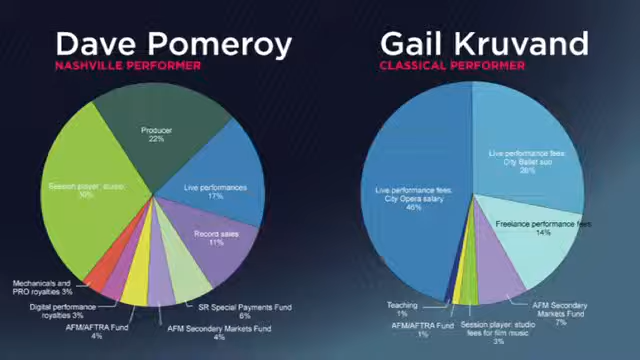 Dave Pomeroy
NASHVILLE PERFORMER
Producer
22%
Live performances
17%
Record sales
11%
SR Special Payments Fund
6%
AFM Secondary Markets Fund
4%
AFM/AFTRA Fund
4%
Digital performance
royalties 3%
Mechanicals and
PRO royalties 3%
Session player: studio
30%
Gail Kruvand
CLASSICAL PERFORMER
Live performance fees:
City Ballet
Freelance performance fees
14%
AFM Secondary
Markets Fund
7%
Session player: studio
fees for film music
3%
AFM/AFTRA Fund
1%
Teaching
1%
Live performance fees:
City Opera salary
46%